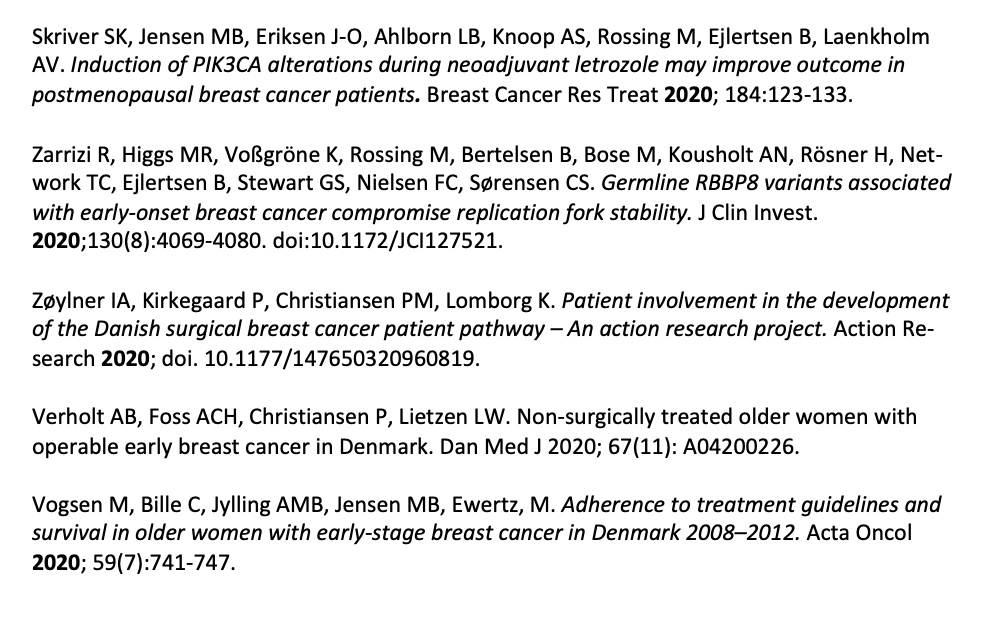 Skriver SK, Jensen MB, Eriksen J-O, Ahlborn LB, Knoop AS, Rossing M, Ejlertsen B, Laenkholm
AV. Induction of PIK3CA alterations during neoadjuvant letrozole may improve outcome in
postmenopausal breast cancer patients. Breast Cancer Res Treat 2020; 184:123-133.
Zarrizi R, Higgs MR, Voßgröne K, Rossing M, Bertelsen B, Bose M, Kousholt AN, Rösner H, Net-
work TC, Ejlertsen B, Stewart GS, Nielsen FC, Sørensen CS. Germline RBBP8 variants associated
with early-onset breast cancer compromise replication fork stability. J Clin Invest.
2020;130(8):4069-4080. doi:10.1172/JCI127521.
Zøylner IA, Kirkegaard P, Christiansen PM, Lomborg K. Patient involvement in the development
of the Danish surgical breast cancer patient pathway – An action research project. Action Re-
search 2020; doi. 10.1177/147650320960819.
Verholt AB, Foss ACH, Christiansen P, Lietzen LW. Non-surgically treated older women with
operable early breast cancer in Denmark. Dan Med J 2020; 67(11): A04200226.
Vogsen M, Bille C, Jylling AMB, Jensen MB, Ewertz, M. Adherence to treatment guidelines and
survival in older women with early-stage breast cancer in Denmark 2008–2012. Acta Oncol
2020; 59(7):741-747.